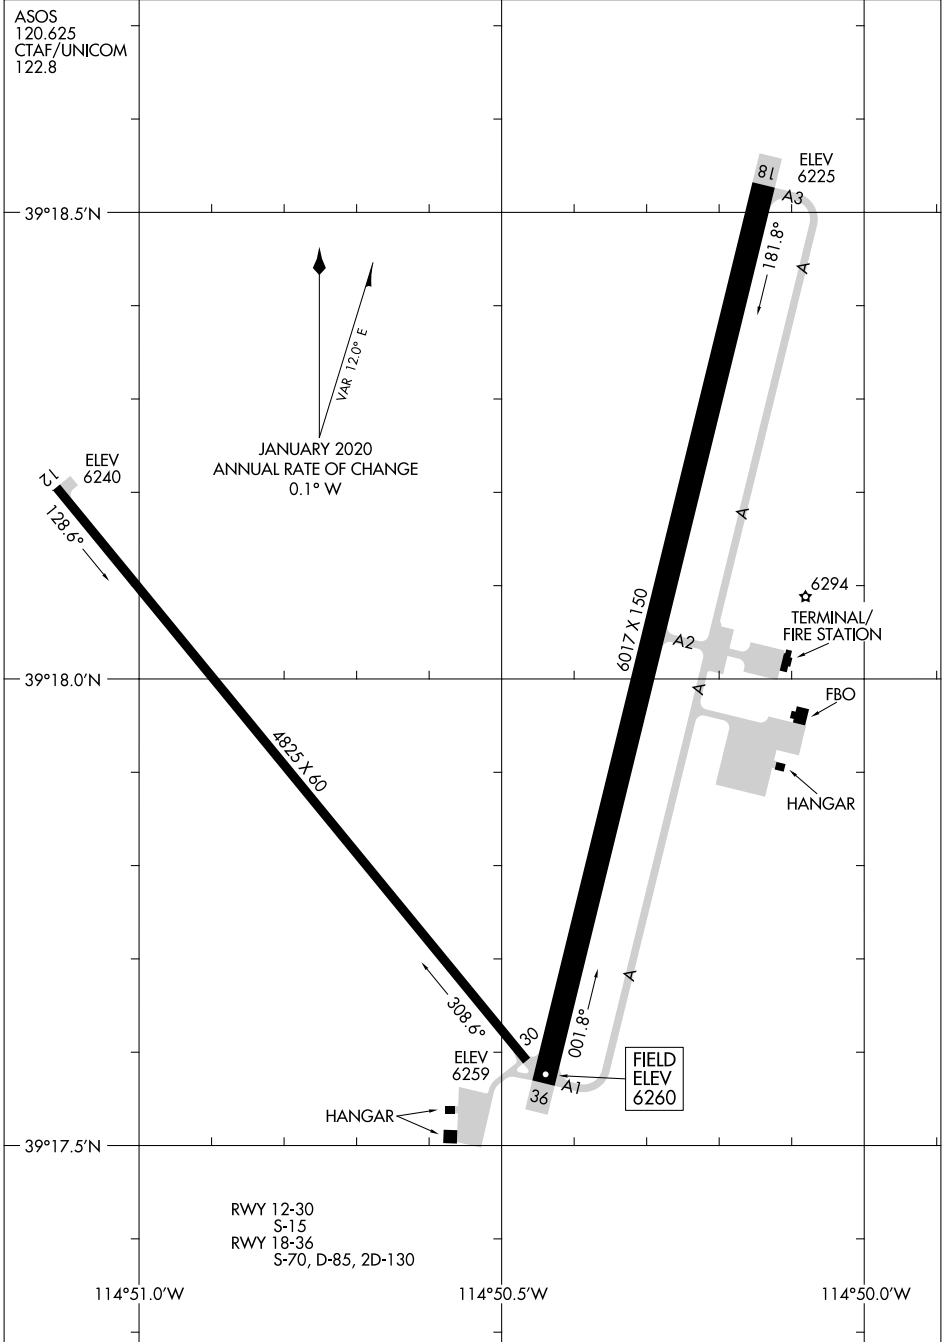 ASOS
120.625
CTAF/UNICOM
122.8
18
ELEV
6225
A3
39°18.5'N
181.8°
A
VAR 12.0° E
JANUARY 2020
ANNUAL RATE OF CHANGE
0.1° W
ELEV
6240
12
128.6°
A
6017 X 150
6294
TERMINAL/
FIRE STATION
A2
39°18.0'N
A
FBO
4825 X 60
HANGAR
A
308.6°
30
001.8°
ELEV
6259
FIELD
ELEV
6260
A1
36
HANGAR
39°17.5'N
RWY 12-30
S-15
RWY 18-36
S-70, D-85, 2D-130
114°51.0'W
114°50.5'W
114°50.0'W